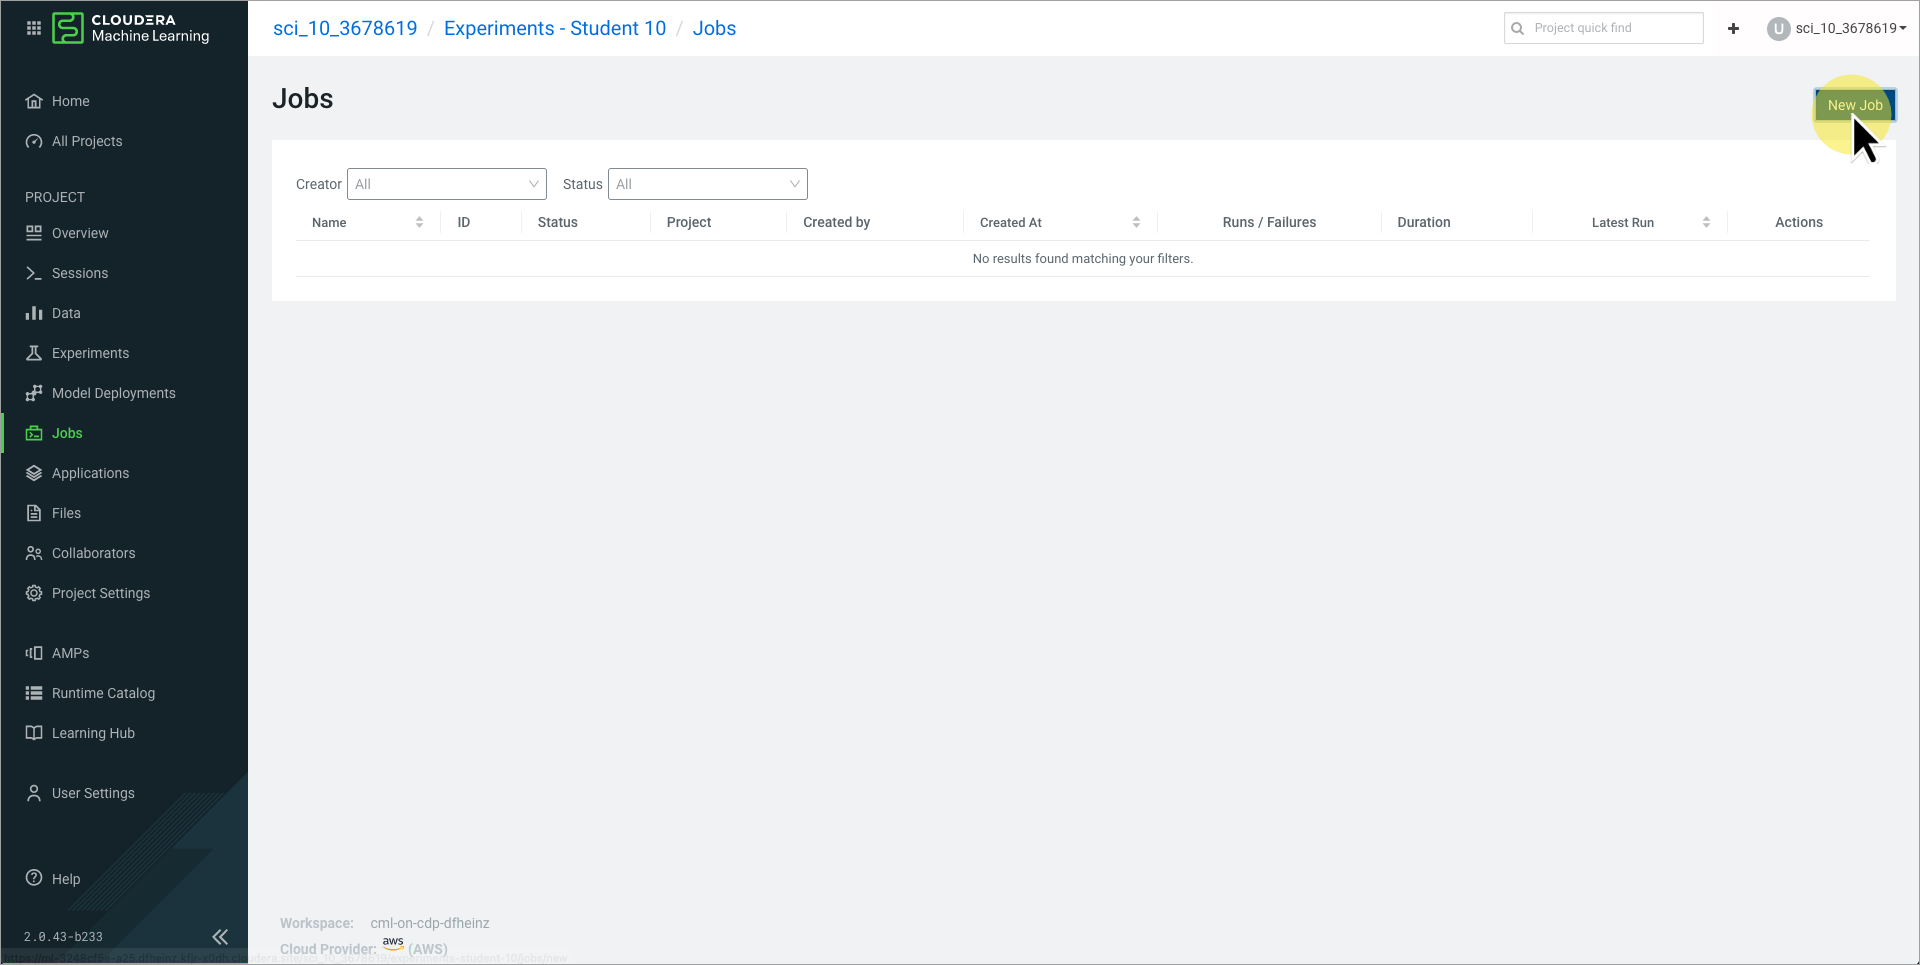 CLOUDERA
Machine Learning
sci_10_3678619 / Experiments - Student 10 / Jobs
Project quick find
U sci_10_3678619
Home
All Projects
PROJECT
Overview
Sessions
Data
Experiments
Model Deployments
Jobs
Applications
Files
Collaborators
Project Settings
AMPs
Runtime Catalog
Learning Hub
User Settings
Help
2.0.43-b233
Jobs
New Job
Creator All Status All
Name ID Status Project Created by Created At Runs / Failures Duration Latest Run Actions
No results found matching your filters.
Workspace: cml-on-cdp-dfheinz
Cloud Provider: aws (AWS)